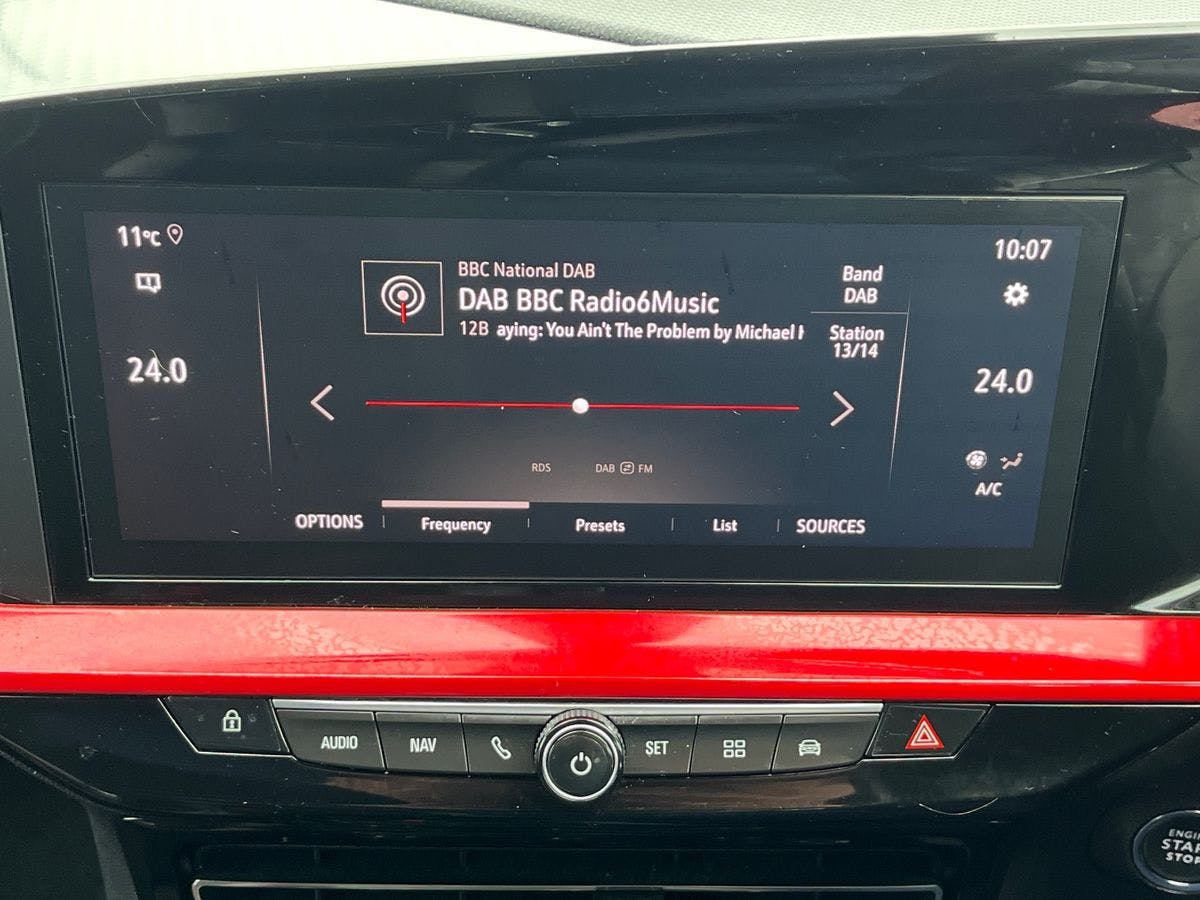 11°C
10:07
BBC National DAB
DAB BBC Radio6Music
12B aying: You Ain't The Problem by Michael
Band
DAB
Station
13/14
24.0
24.0
RDS
DAB FM
A/C
OPTIONS
Frequency
Presets
List
SOURCES
AUDIO
NAV
SET